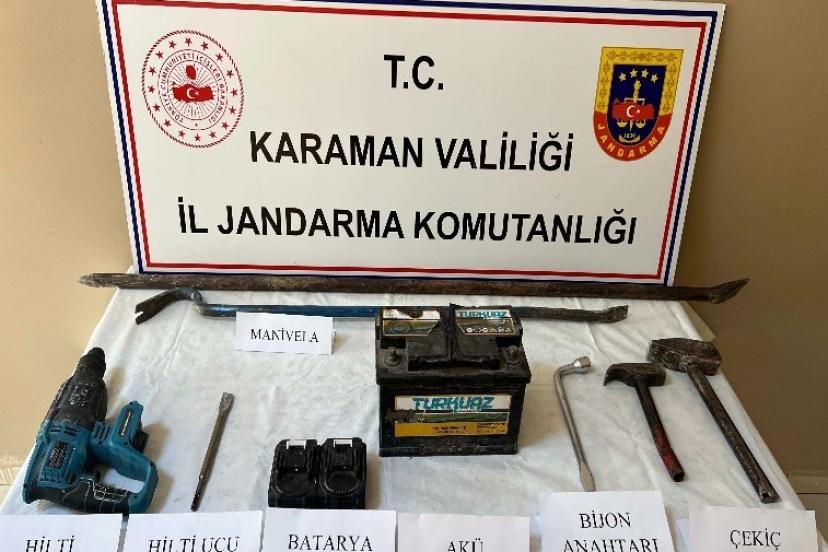 T.C.
KARAMAN VALİLİĞİ
İL JANDARMA KOMUTANLIĞI
JANDARMA
MANİVELA
TURKUAZ
TURKUAZ
HİLTİ
HİLTİ UCU
BATARYA
AKÜ
BİJON
ANAHTARI
ÇEKİÇ